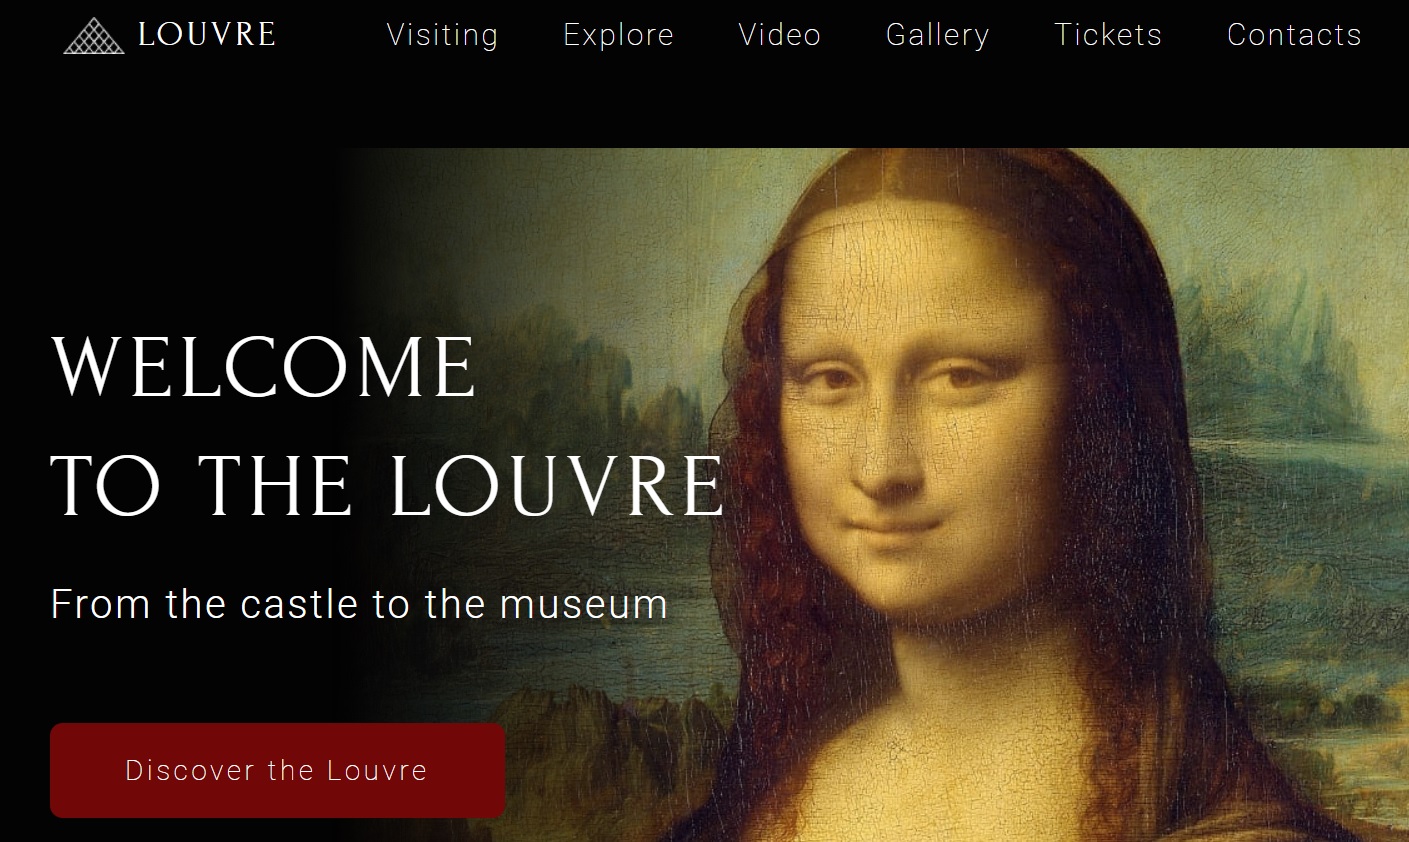 LOUVRE Visiting Explore Video Gallery Tickets Contacts
WELCOME
TO THE LOUVRE
From the castle to the museum
Discover the Louvre